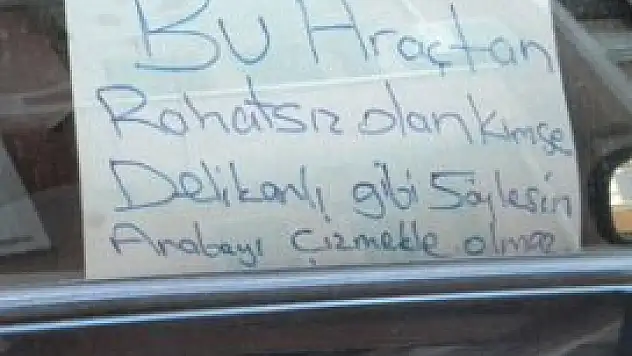 Bu Araçtan
Rahatsız olan kimse
Delikanlı gibi Söylesin
Arabayı Çizmekle olmaz